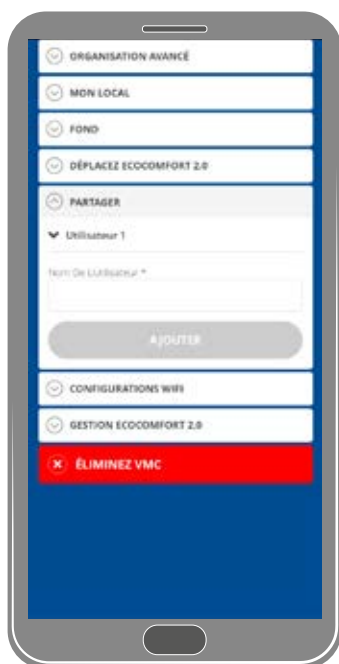 ORGANISATION AVANCÉ
MON LOCAL
FOND
DÉPLACEZ ECOCOMFORT 2.0
PARTAGER
Utilisateur 1
Nom De L'utilisateur *
AJOUTER
CONFIGURATIONS WIFI
GESTION ECOCOMFORT 2.0
ÉLIMINEZ VMC